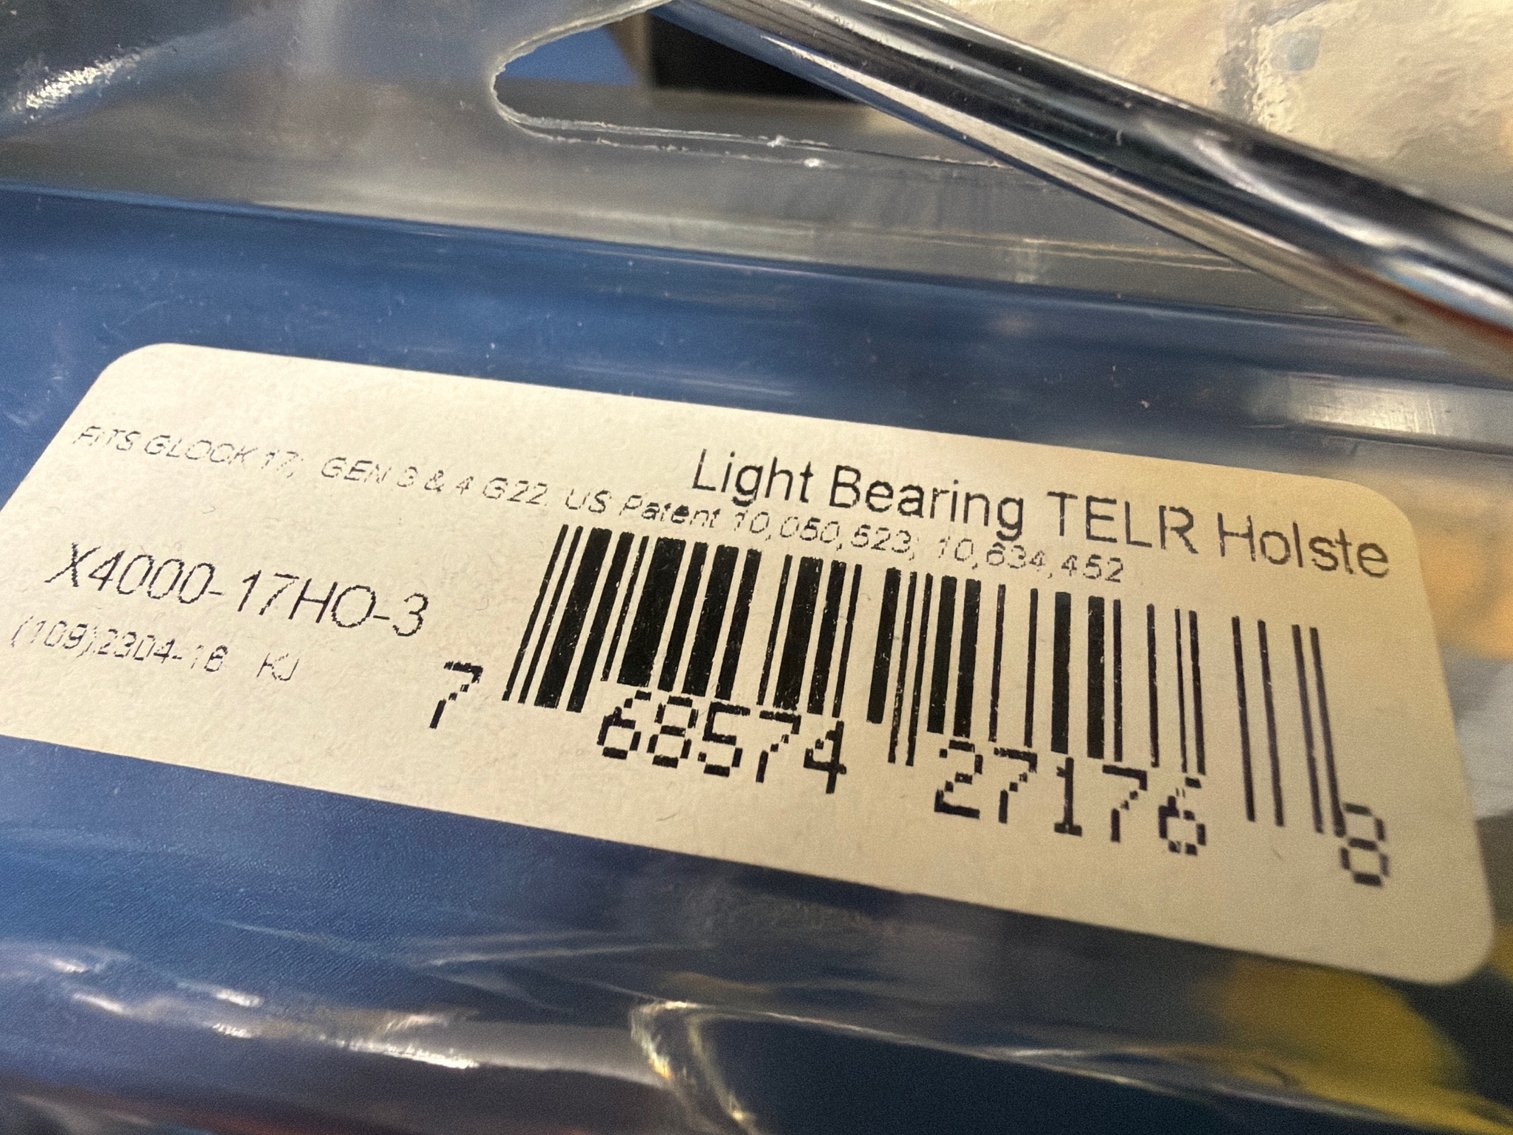 Light Bearing TELR Holste
FITS GLOCK 17; GEN 3 & 4 G22. US Patent 10,050,523; 10,634,452
X4000-17HO-3
(109)2304-16 KJ
7 68574 27176 8